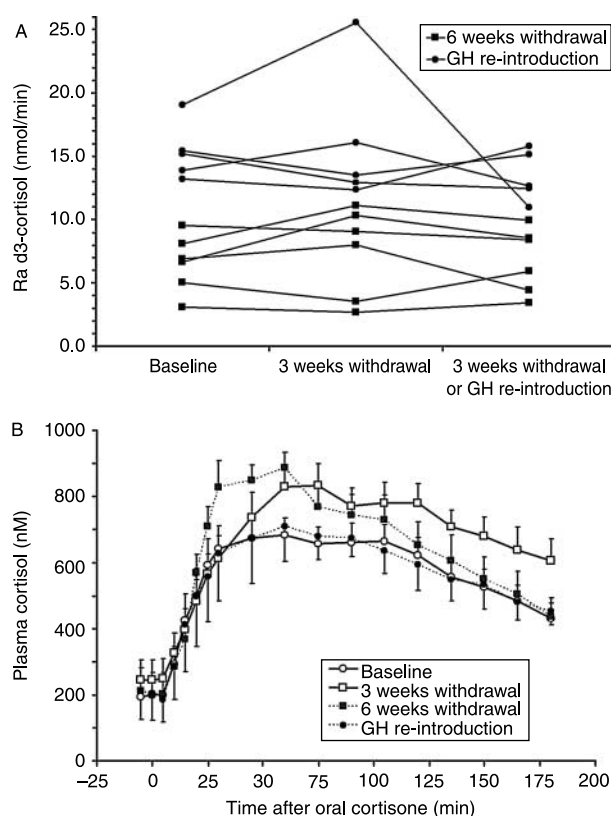 A
25.0
20.0
15.0
10.0
5.0
0.0
Ra d3-cortisol (nmol/min)
6 weeks withdrawal
GH re-introduction
Baseline
3 weeks withdrawal
3 weeks withdrawal
or GH re-introduction
B
1000
800
600
400
200
0
Plasma cortisol (nM)
Baseline
3 weeks withdrawal
6 weeks withdrawal
GH re-introduction
–25 0 25 30 75 100 125 150 180 200
Time after oral cortisone (min)